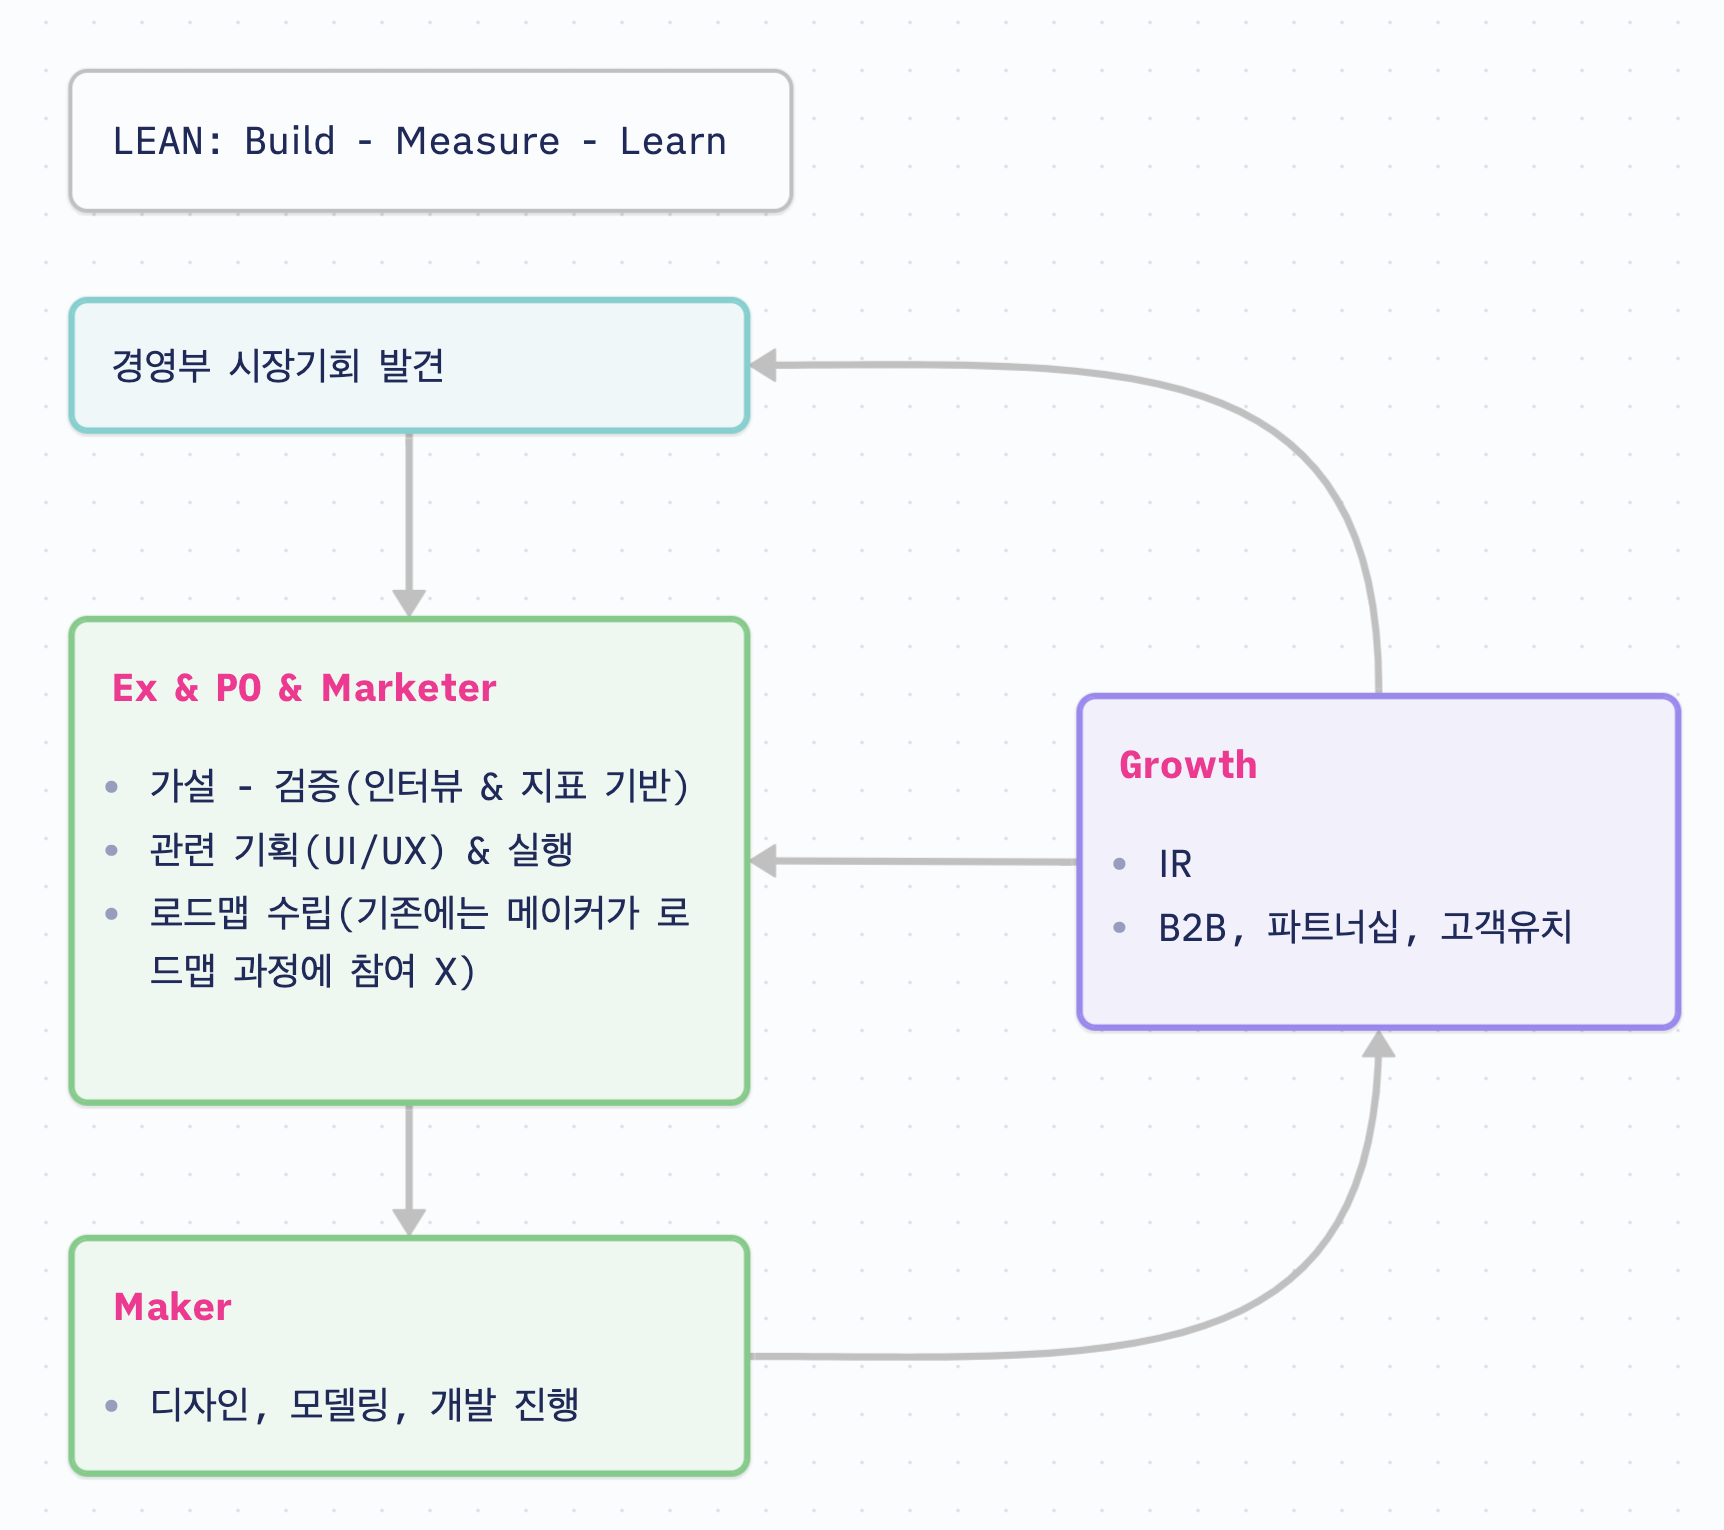 LEAN: Build - Measure - Learn
경영부 시장기회 발견
Ex & PO & Marketer
가설 - 검증(인터뷰 & 지표 기반)
관련 기획(UI/UX) & 실행
로드맵 수립(기존에는 메이커가 로
드맵 과정에 참여 X)
Growth
IR
B2B, 파트너십, 고객유치
Maker
디자인, 모델링, 개발 진행